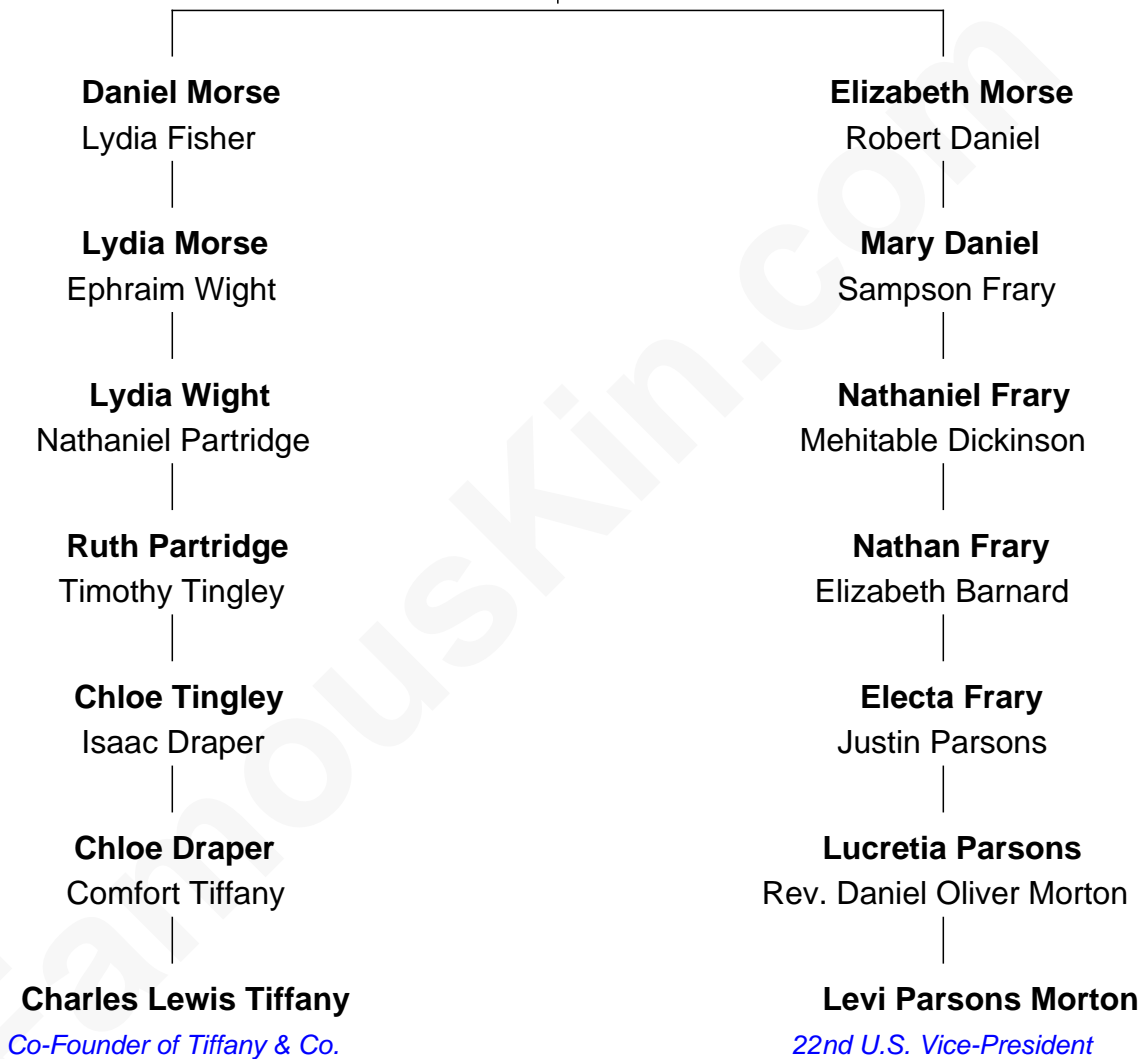 Daniel Morse
Lydia Fisher
Elizabeth Morse
Robert Daniel
Lydia Morse
Ephraim Wight
Mary Daniel
Sampson Frary
Lydia Wight
Nathaniel Partridge
Nathaniel Frary
Mehitable Dickinson
Ruth Partridge
Timothy Tingley
Nathan Frary
Elizabeth Barnard
Chloe Tingley
Isaac Draper
Electa Frary
Justin Parsons
Chloe Draper
Comfort Tiffany
Lucretia Parsons
Rev. Daniel Oliver Morton
Charles Lewis Tiffany
Co-Founder of Tiffany & Co.
Levi Parsons Morton
22nd U.S. Vice-President
FamousKin.com